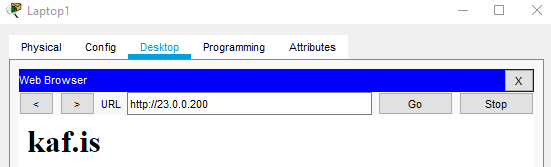 Laptop1
Physical Config Desktop Programming Attributes
Web Browser X
< > URL http://23.0.0.200 Go Stop
kaf.is